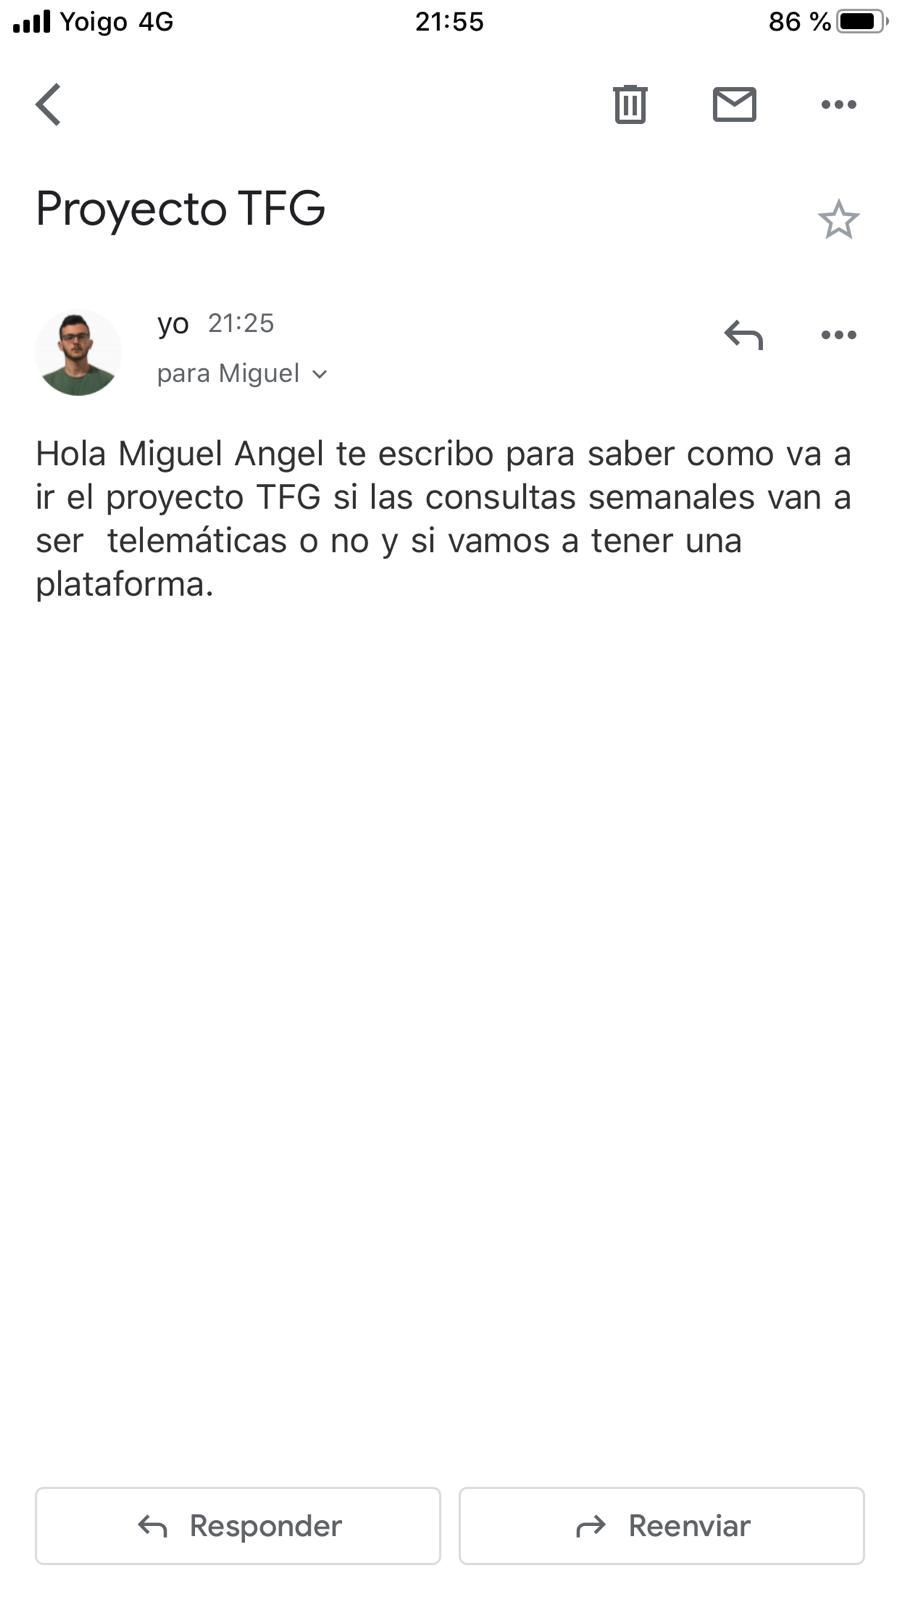 Yoigo 4G 21:55 86 %
Proyecto TFG
yo 21:25
para Miguel
Hola Miguel Angel te escribo para saber como va a
ir el proyecto TFG si las consultas semanales van a
ser  telemáticas o no y si vamos a tener una
plataforma.
Responder Reenviar